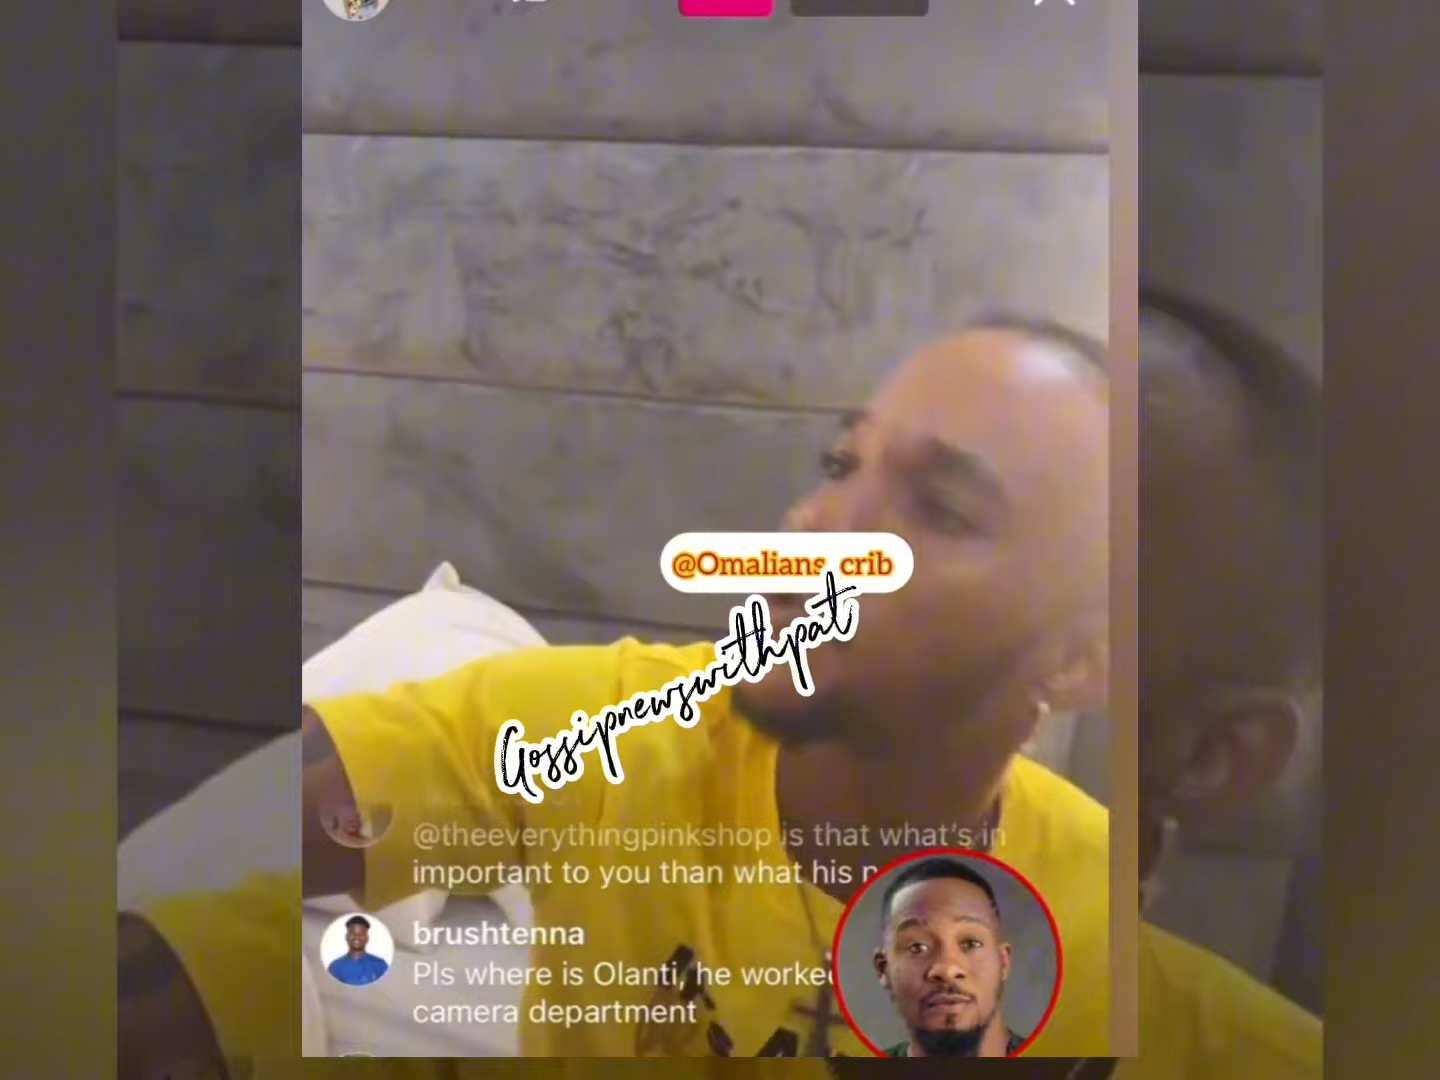 @Omalians_crib
Gossipnewswithpat
@theeverythingpinkshop is that what's in
important to you than what his
brushtenna
Pls where is Olanti, he worked
camera department